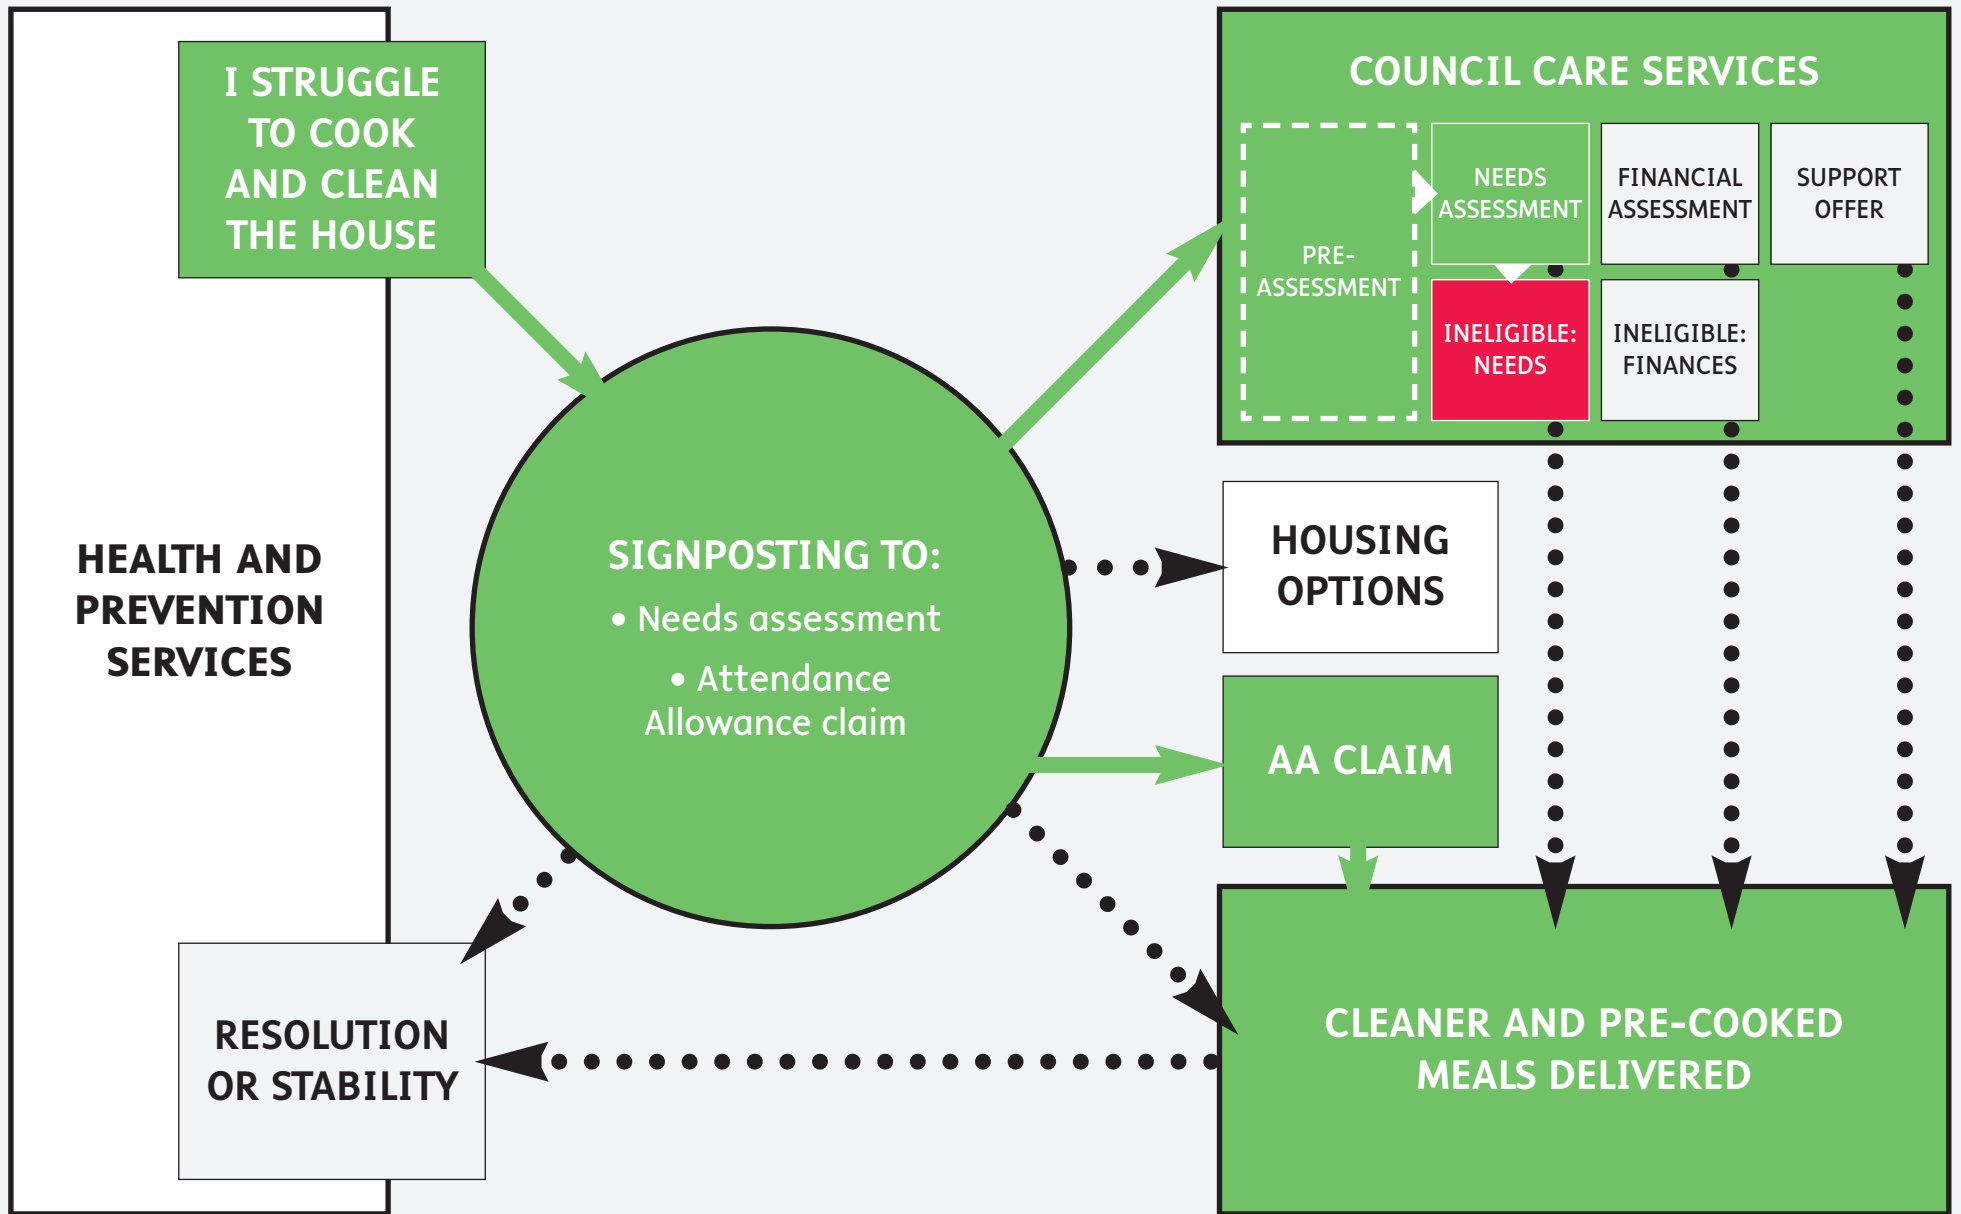 I STRUGGLE
TO COOK
AND CLEAN
THE HOUSE
HEALTH AND
PREVENTION
SERVICES
RESOLUTION
OR STABILITY
SIGNPOSTING TO:
• Needs assessment
• Attendance
Allowance claim
COUNCIL CARE SERVICES
PRE-
ASSESSMENT
NEEDS
ASSESSMENT
FINANCIAL
ASSESSMENT
SUPPORT
OFFER
INELIGIBLE:
NEEDS
INELIGIBLE:
FINANCES
HOUSING
OPTIONS
AA CLAIM
CLEANER AND PRE-COOKED
MEALS DELIVERED